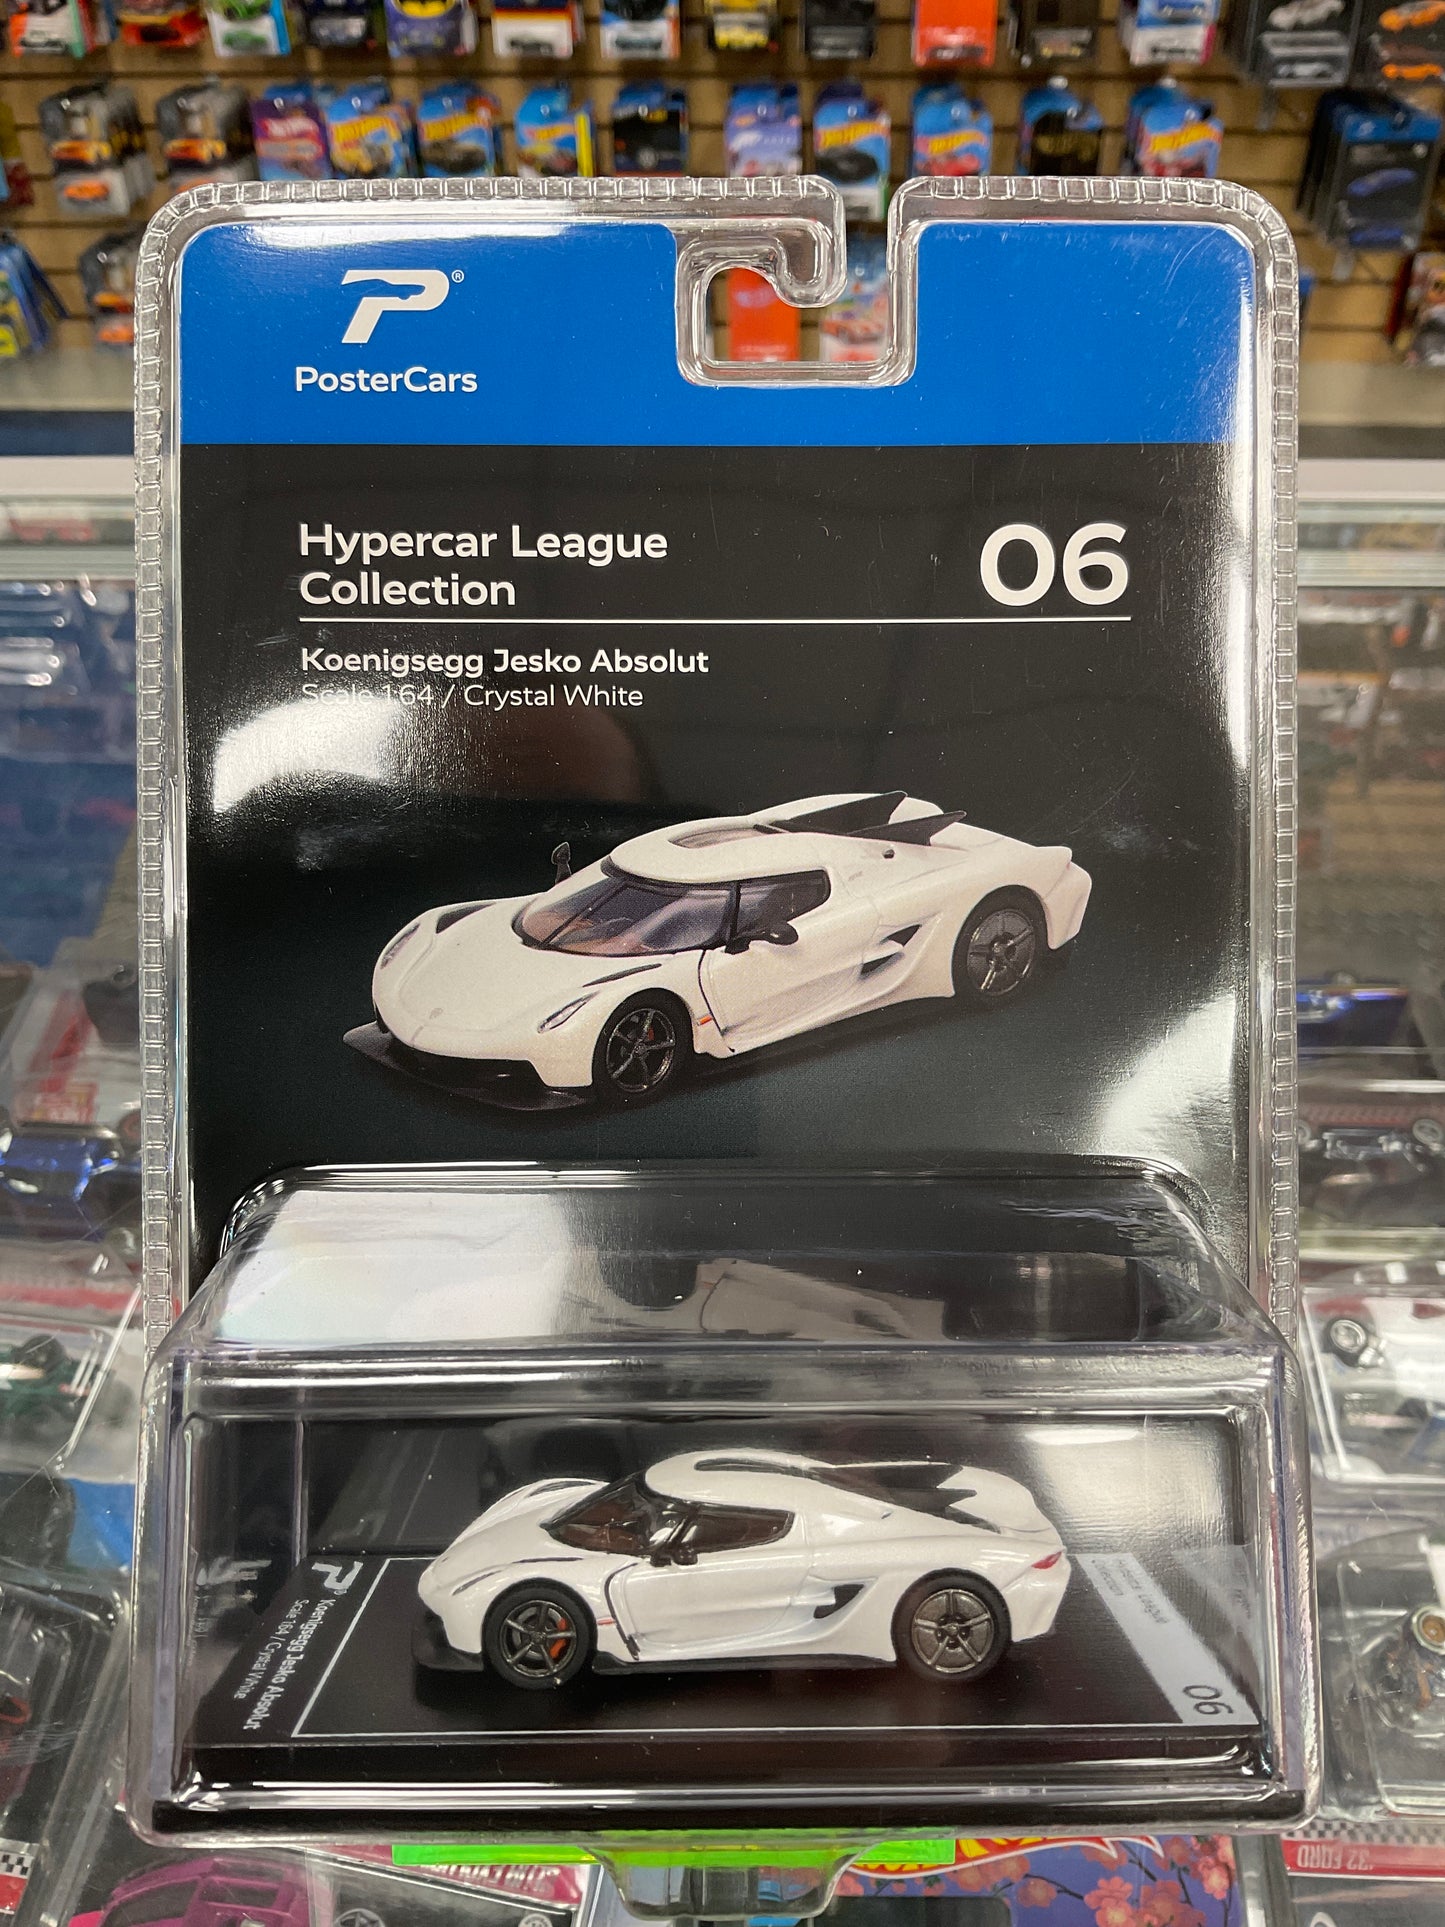 P®
PosterCars
Hypercar League
Collection
06
Koenigsegg Jesko Absolut
Scale 1:64 / Crystal White
P®
Koenigsegg Jesko Absolut
Scale 1:64 / Crystal White
Hypercar League
Collection
06
'32 FORD